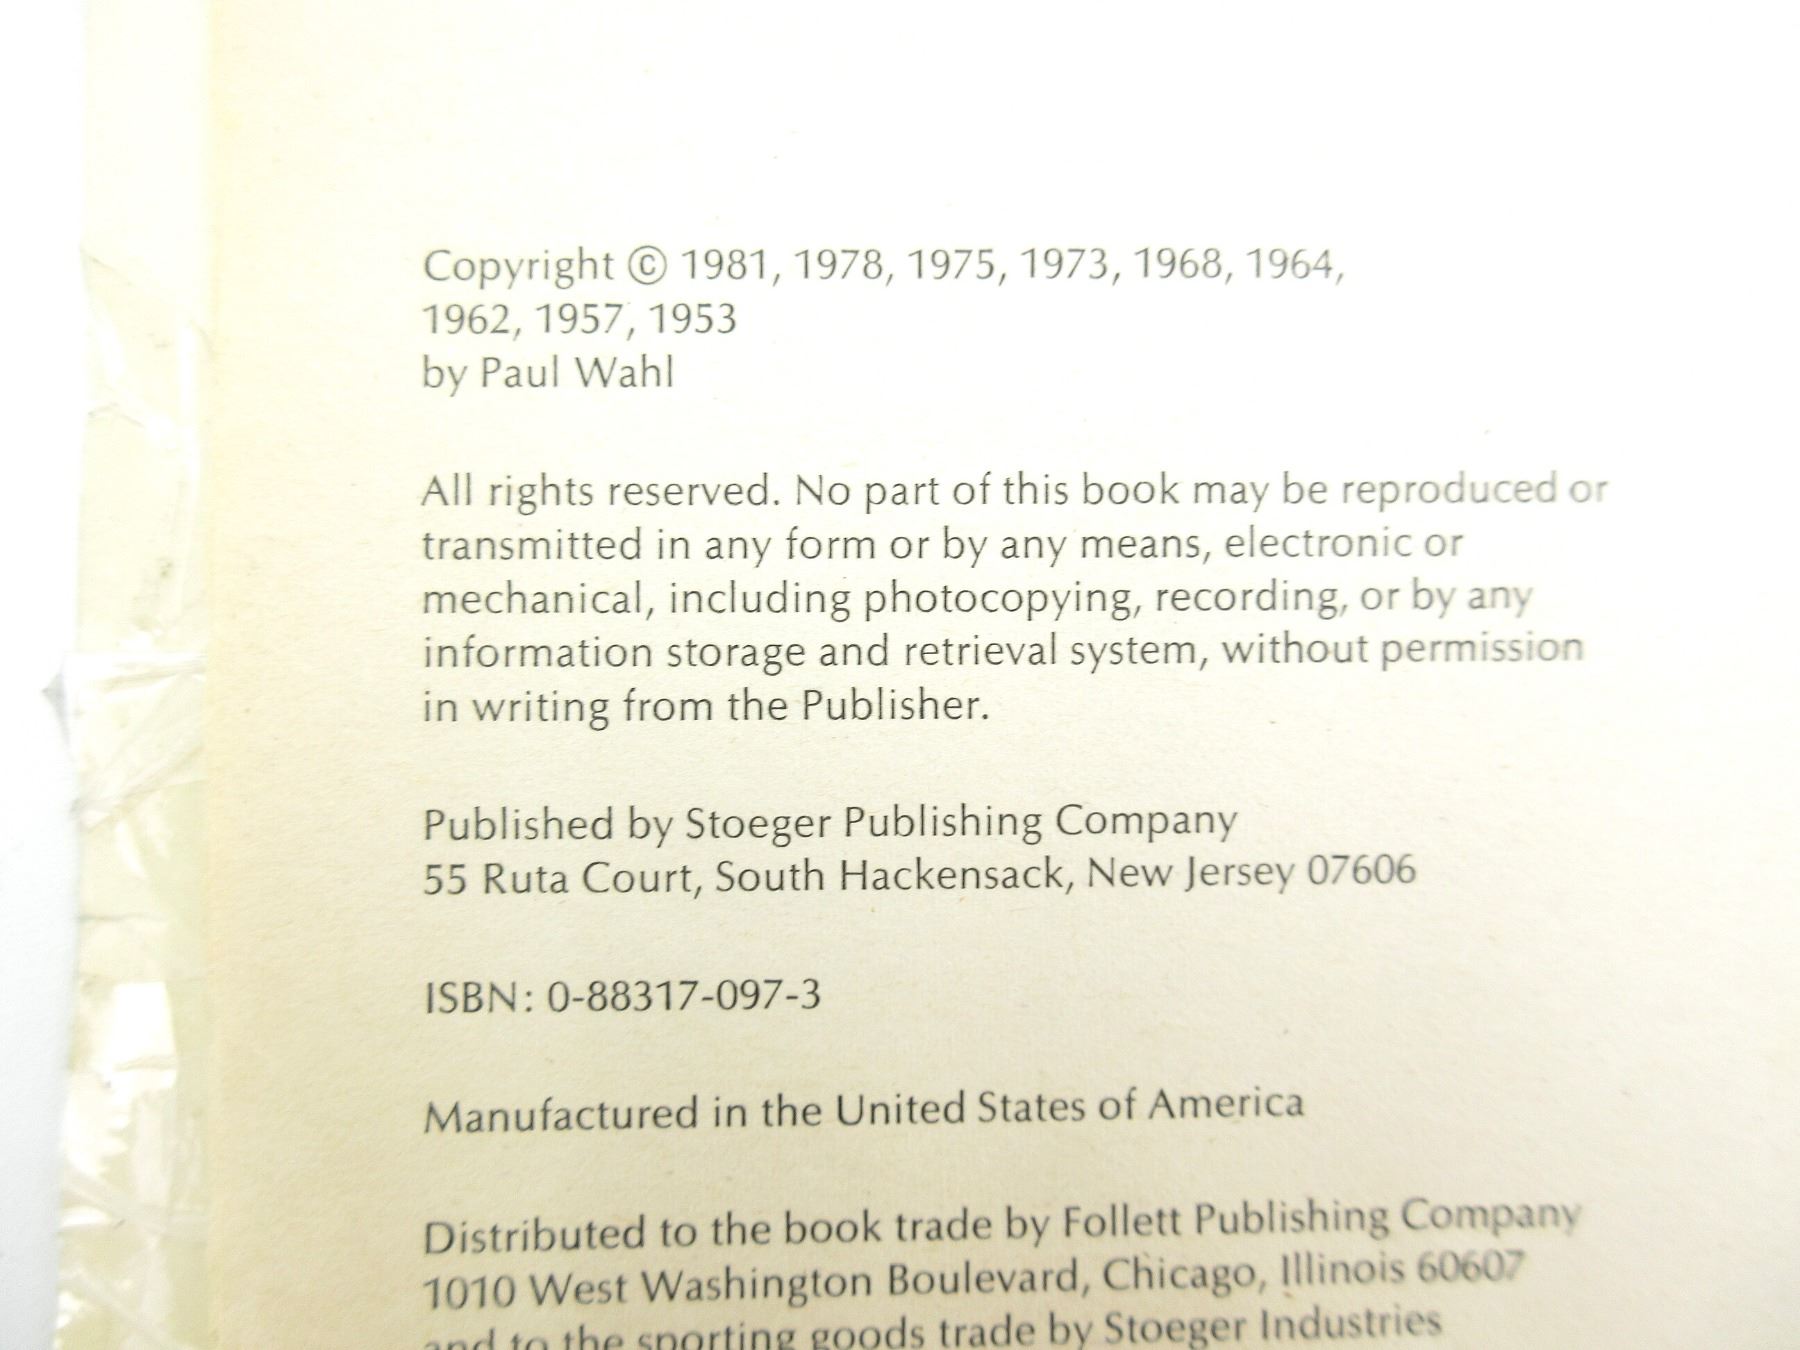 Copyright © 1981, 1978, 1975, 1973, 1968, 1964,
1962, 1957, 1953
by Paul Wahl
All rights reserved. No part of this book may be reproduced or
transmitted in any form or by any means, electronic or
mechanical, including photocopying, recording, or by any
information storage and retrieval system, without permission
in writing from the Publisher.
Published by Stoeger Publishing Company
55 Ruta Court, South Hackensack, New Jersey 07606
ISBN: 0-88317-097-3
Manufactured in the United States of America
Distributed to the book trade by Follett Publishing Company
1010 West Washington Boulevard, Chicago, Illinois 60607
and to the sporting goods trade by Stoeger Industries